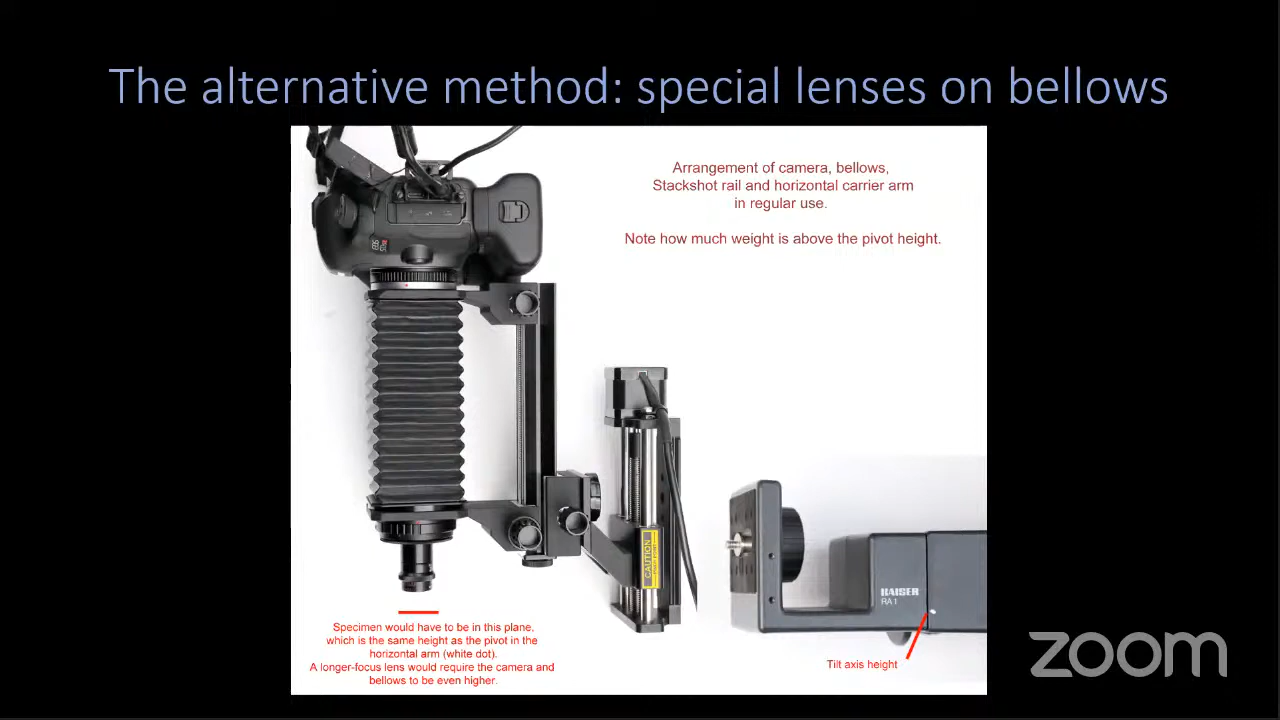 The alternative method: special lenses on bellows
Arrangement of camera, bellows,
Stackshot rail and horizontal carrier arm
in regular use.
Note how much weight is above the pivot height.
CAUTION
KAISER
RA1
Specimen would have to be in this plane,
which is the same height as the pivot in the
horizontal arm (white dot).
A longer-focus lens would require the camera and
bellows to be even higher.
Tilt axis height
zoom